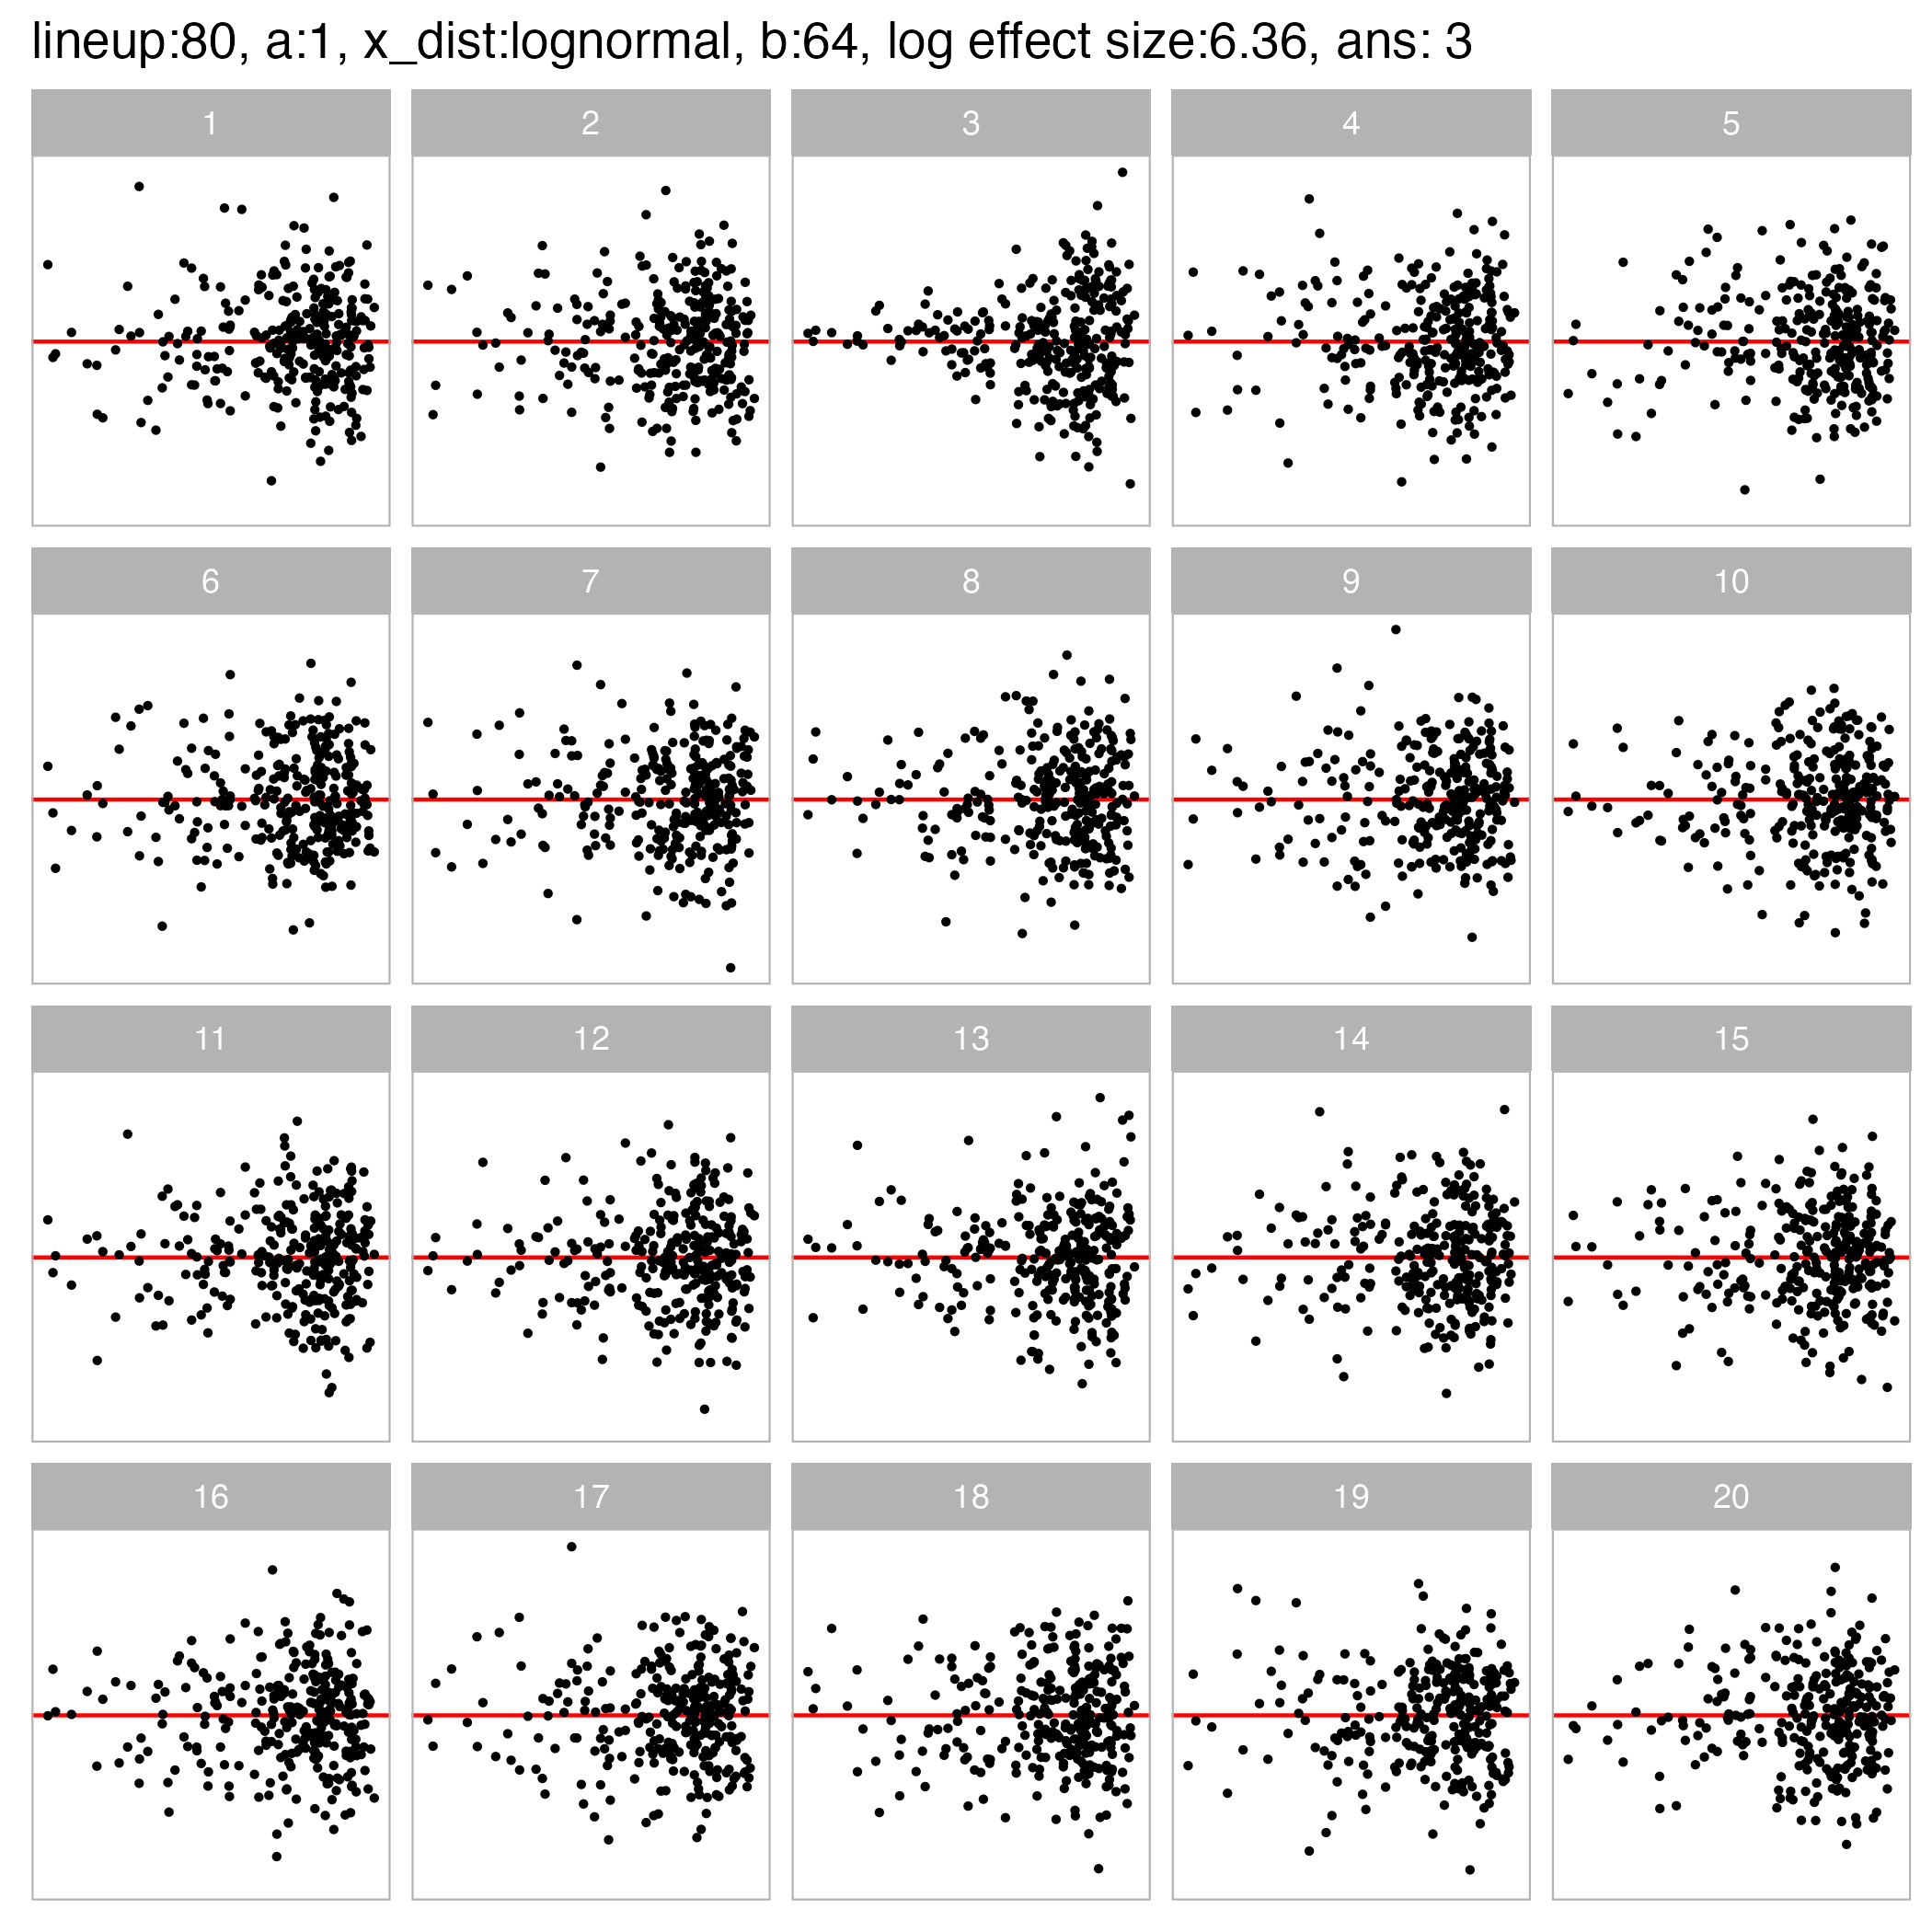 lineup:80, a:1, x_dist:lognormal, b:64, log effect size:6.36, ans: 3
1 2 3 4 5
6 7 8 9 10
11 12 13 14 15
16 17 18 19 20